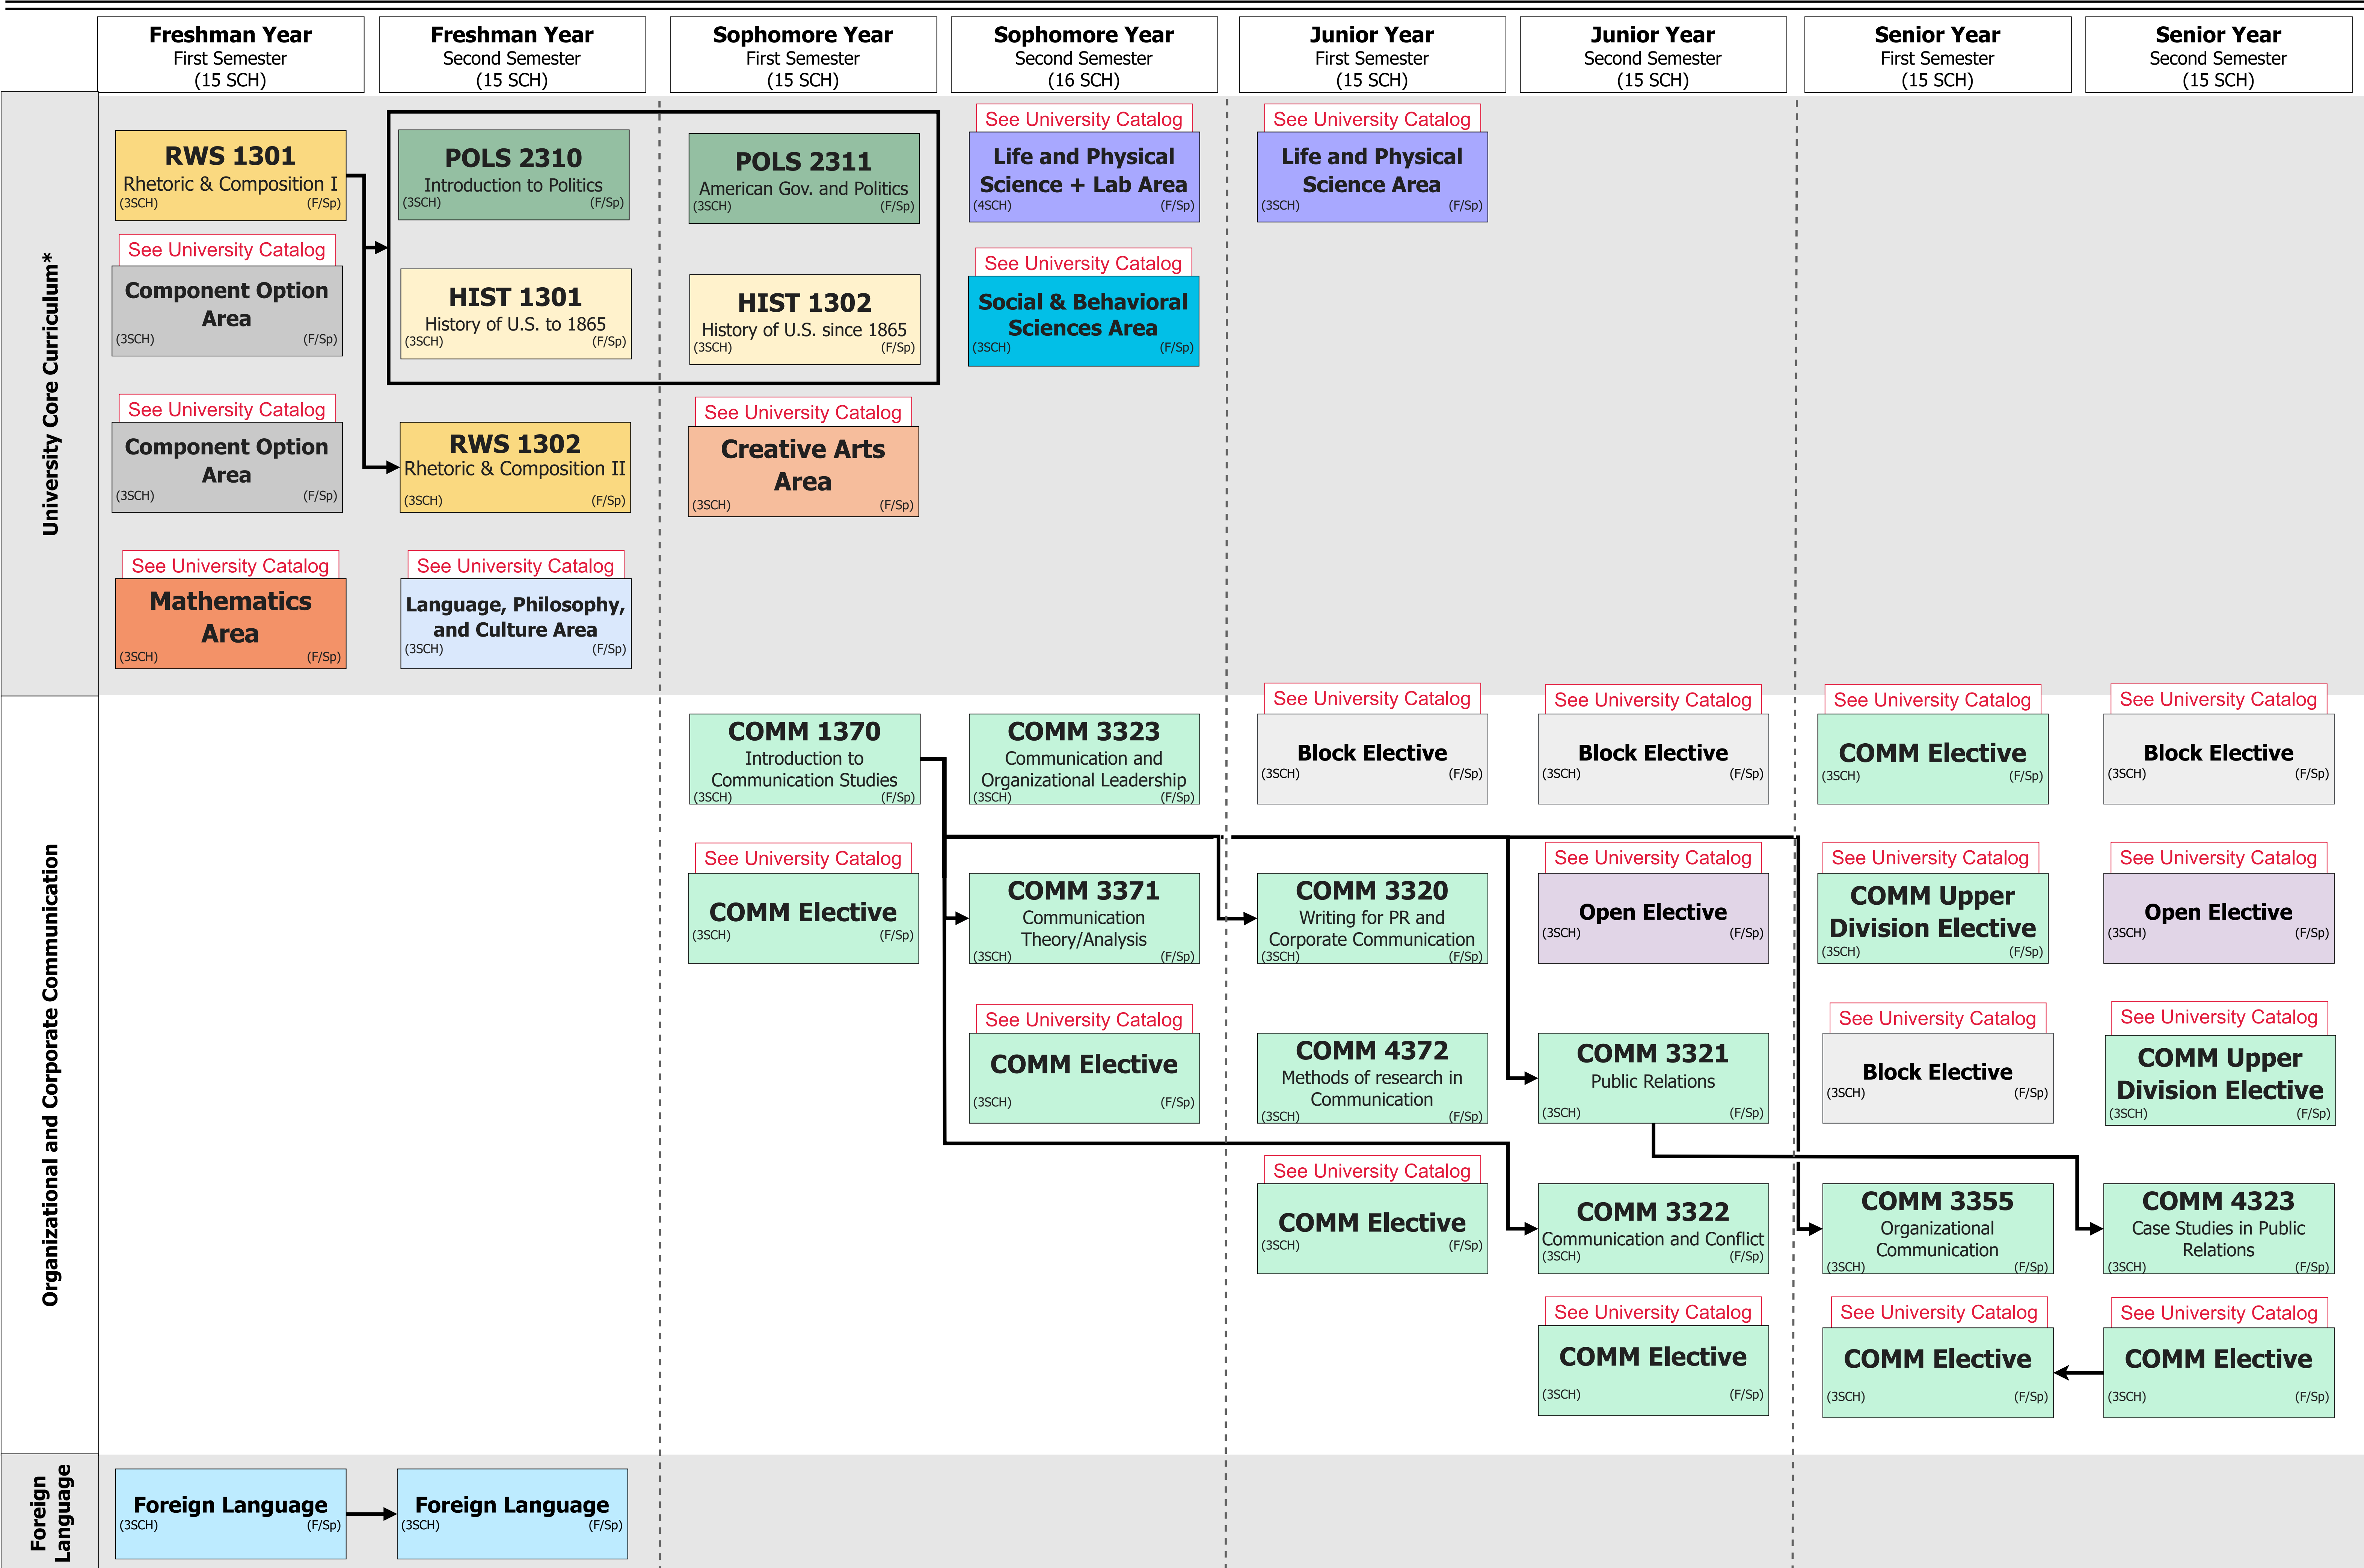 Freshman Year
First Semester
(15 SCH)
Freshman Year
Second Semester
(15 SCH)
Sophomore Year
First Semester
(15 SCH)
Sophomore Year
Second Semester
(16 SCH)
Junior Year
First Semester
(15 SCH)
Junior Year
Second Semester
(15 SCH)
Senior Year
First Semester
(15 SCH)
Senior Year
Second Semester
(15 SCH)
University Core Curriculum*
RWS 1301
Rhetoric & Composition I
(3SCH) (F/Sp)
See University Catalog
Component Option
Area
(3SCH) (F/Sp)
See University Catalog
Component Option
Area
(3SCH) (F/Sp)
See University Catalog
Mathematics
Area
(3SCH) (F/Sp)
POLS 2310
Introduction to Politics
(3SCH) (F/Sp)
HIST 1301
History of U.S. to 1865
(3SCH) (F/Sp)
RWS 1302
Rhetoric & Composition II
(3SCH) (F/Sp)
See University Catalog
Language, Philosophy,
and Culture Area
(3SCH) (F/Sp)
POLS 2311
American Gov. and Politics
(3SCH) (F/Sp)
HIST 1302
History of U.S. since 1865
(3SCH) (F/Sp)
See University Catalog
Creative Arts
Area
(3SCH) (F/Sp)
See University Catalog
Life and Physical
Science + Lab Area
(4SCH) (F/Sp)
See University Catalog
Social & Behavioral
Sciences Area
(3SCH) (F/Sp)
See University Catalog
Life and Physical
Science Area
(3SCH) (F/Sp)
Organizational and Corporate Communication
COMM 1370
Introduction to
Communication Studies
(3SCH) (F/Sp)
See University Catalog
COMM Elective
(3SCH) (F/Sp)
COMM 3323
Communication and
Organizational Leadership
(3SCH) (F/Sp)
COMM 3371
Communication
Theory/Analysis
(3SCH) (F/Sp)
See University Catalog
COMM Elective
(3SCH) (F/Sp)
See University Catalog
Block Elective
(3SCH) (F/Sp)
COMM 3320
Writing for PR and
Corporate Communication
(3SCH) (F/Sp)
COMM 4372
Methods of research in
Communication
(3SCH) (F/Sp)
See University Catalog
COMM Elective
(3SCH) (F/Sp)
See University Catalog
Block Elective
(3SCH) (F/Sp)
See University Catalog
Open Elective
(3SCH) (F/Sp)
COMM 3321
Public Relations
(3SCH) (F/Sp)
COMM 3322
Communication and Conflict
(3SCH) (F/Sp)
See University Catalog
COMM Elective
(3SCH) (F/Sp)
See University Catalog
COMM Elective
(3SCH) (F/Sp)
See University Catalog
COMM Upper
Division Elective
(3SCH) (F/Sp)
See University Catalog
Block Elective
(3SCH) (F/Sp)
COMM 3355
Organizational
Communication
(3SCH) (F/Sp)
See University Catalog
COMM Elective
(3SCH) (F/Sp)
See University Catalog
Block Elective
(3SCH) (F/Sp)
See University Catalog
Open Elective
(3SCH) (F/Sp)
See University Catalog
COMM Upper
Division Elective
(3SCH) (F/Sp)
COMM 4323
Case Studies in Public
Relations
(3SCH) (F/Sp)
See University Catalog
COMM Elective
(3SCH) (F/Sp)
Foreign
Language
Foreign Language
(3SCH) (F/Sp)
Foreign Language
(3SCH) (F/Sp)